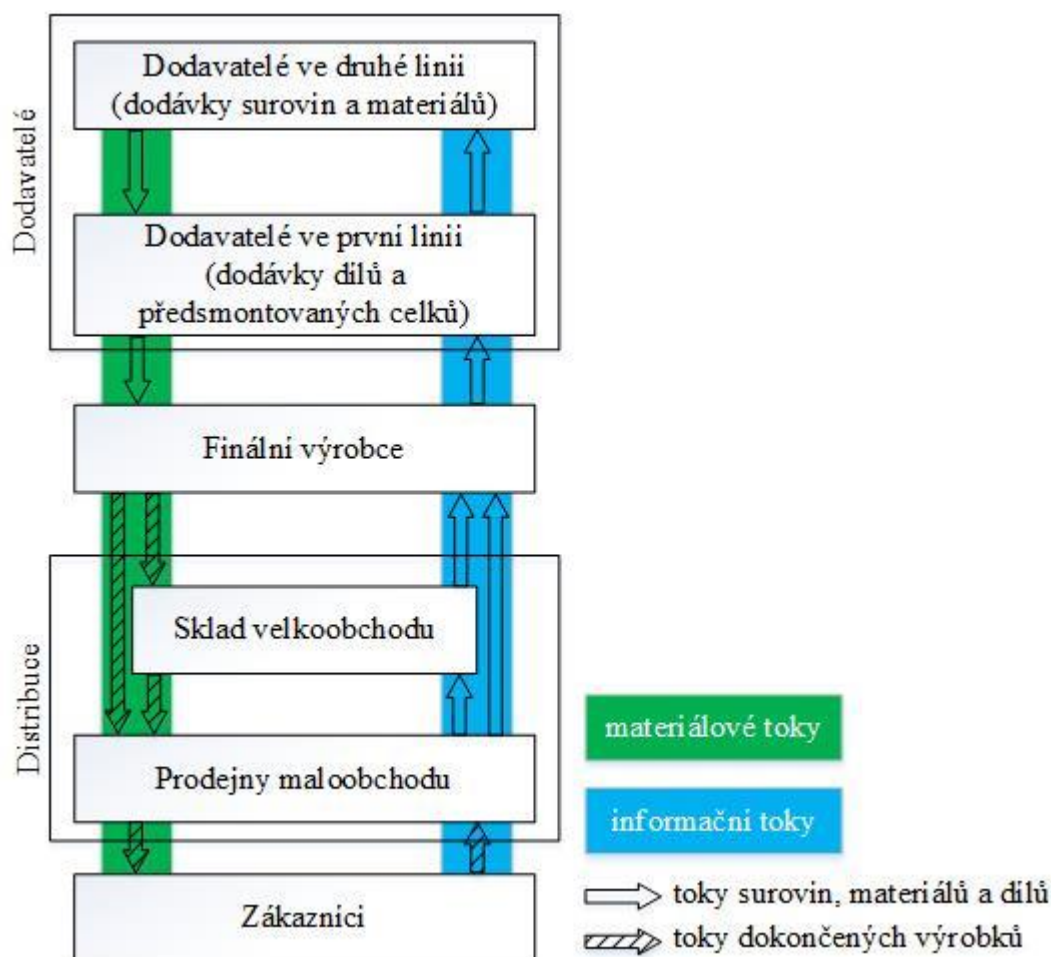 Dodavatelé
Dodavatelé ve druhé linii
(dodávky surovin a materiálů)
Dodavatelé ve první linii
(dodávky dílů a
předsmontovaných celků)
Finální výrobce
Distribuce
Sklad velkoobchodu
Prodejny maloobchodu
Zákazníci
materiálové toky
informační toky
toky surovin, materiálů a dílů
toky dokončených výrobků